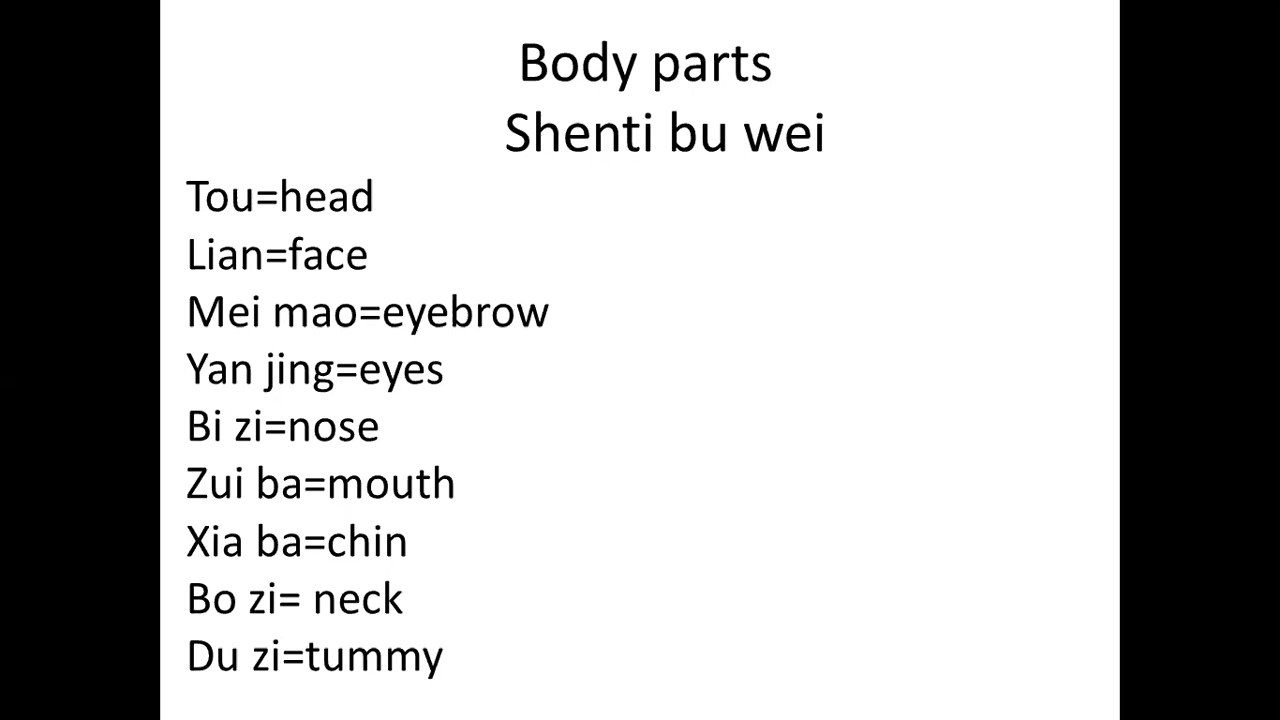 Body parts
Shenti bu wei
Tou=head
Lian=face
Mei mao=eyebrow
Yan jing=eyes
Bi zi=nose
Zui ba=mouth
Xia ba=chin
Bo zi= neck
Du zi=tummy